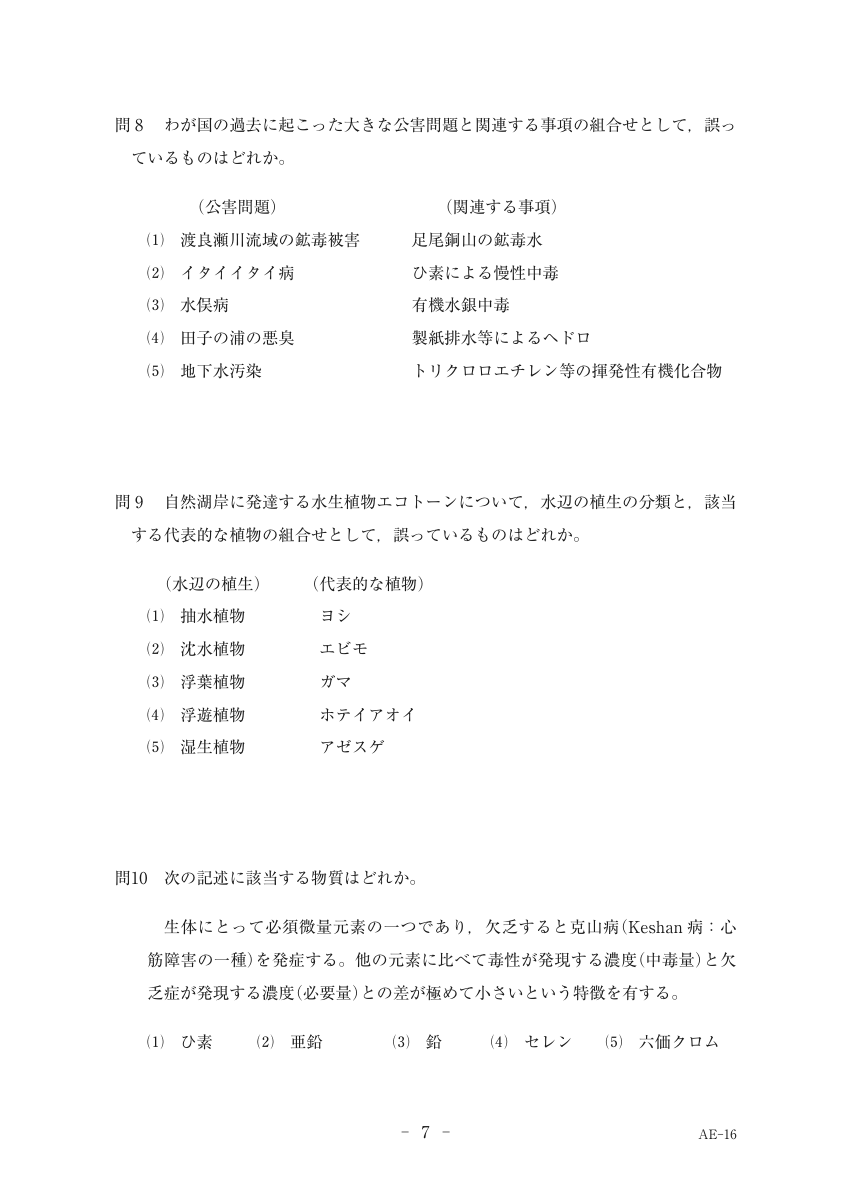 問８　わが国の過去に起こった大きな公害問題と関連する事項の組合せとして，誤っ
ているものはどれか。
（公害問題）　（関連する事項）
⑴　渡良瀬川流域の鉱毒被害　足尾銅山の鉱毒水
⑵　イタイイタイ病　ひ素による慢性中毒
⑶　水俣病　有機水銀中毒
⑷　田子の浦の悪臭　製紙排水等によるヘドロ
⑸　地下水汚染　トリクロロエチレン等の揮発性有機化合物
問９　自然湖岸に発達する水生植物エコトーンについて，水辺の植生の分類と，該当
する代表的な植物の組合せとして，誤っているものはどれか。
（水辺の植生）　（代表的な植物）
⑴　抽水植物　ヨシ
⑵　沈水植物　エビモ
⑶　浮葉植物　ガマ
⑷　浮遊植物　ホテイアオイ
⑸　湿生植物　アゼスゲ
問10　次の記述に該当する物質はどれか。
生体にとって必須微量元素の一つであり，欠乏すると克山病（Keshan 病：心
筋障害の一種）を発症する。他の元素に比べて毒性が発現する濃度（中毒量）と欠
乏症が発現する濃度（必要量）との差が極めて小さいという特徴を有する。
⑴　ひ素　⑵　亜鉛　⑶　鉛　⑷　セレン　⑸　六価クロム
– 7 –
AE–16